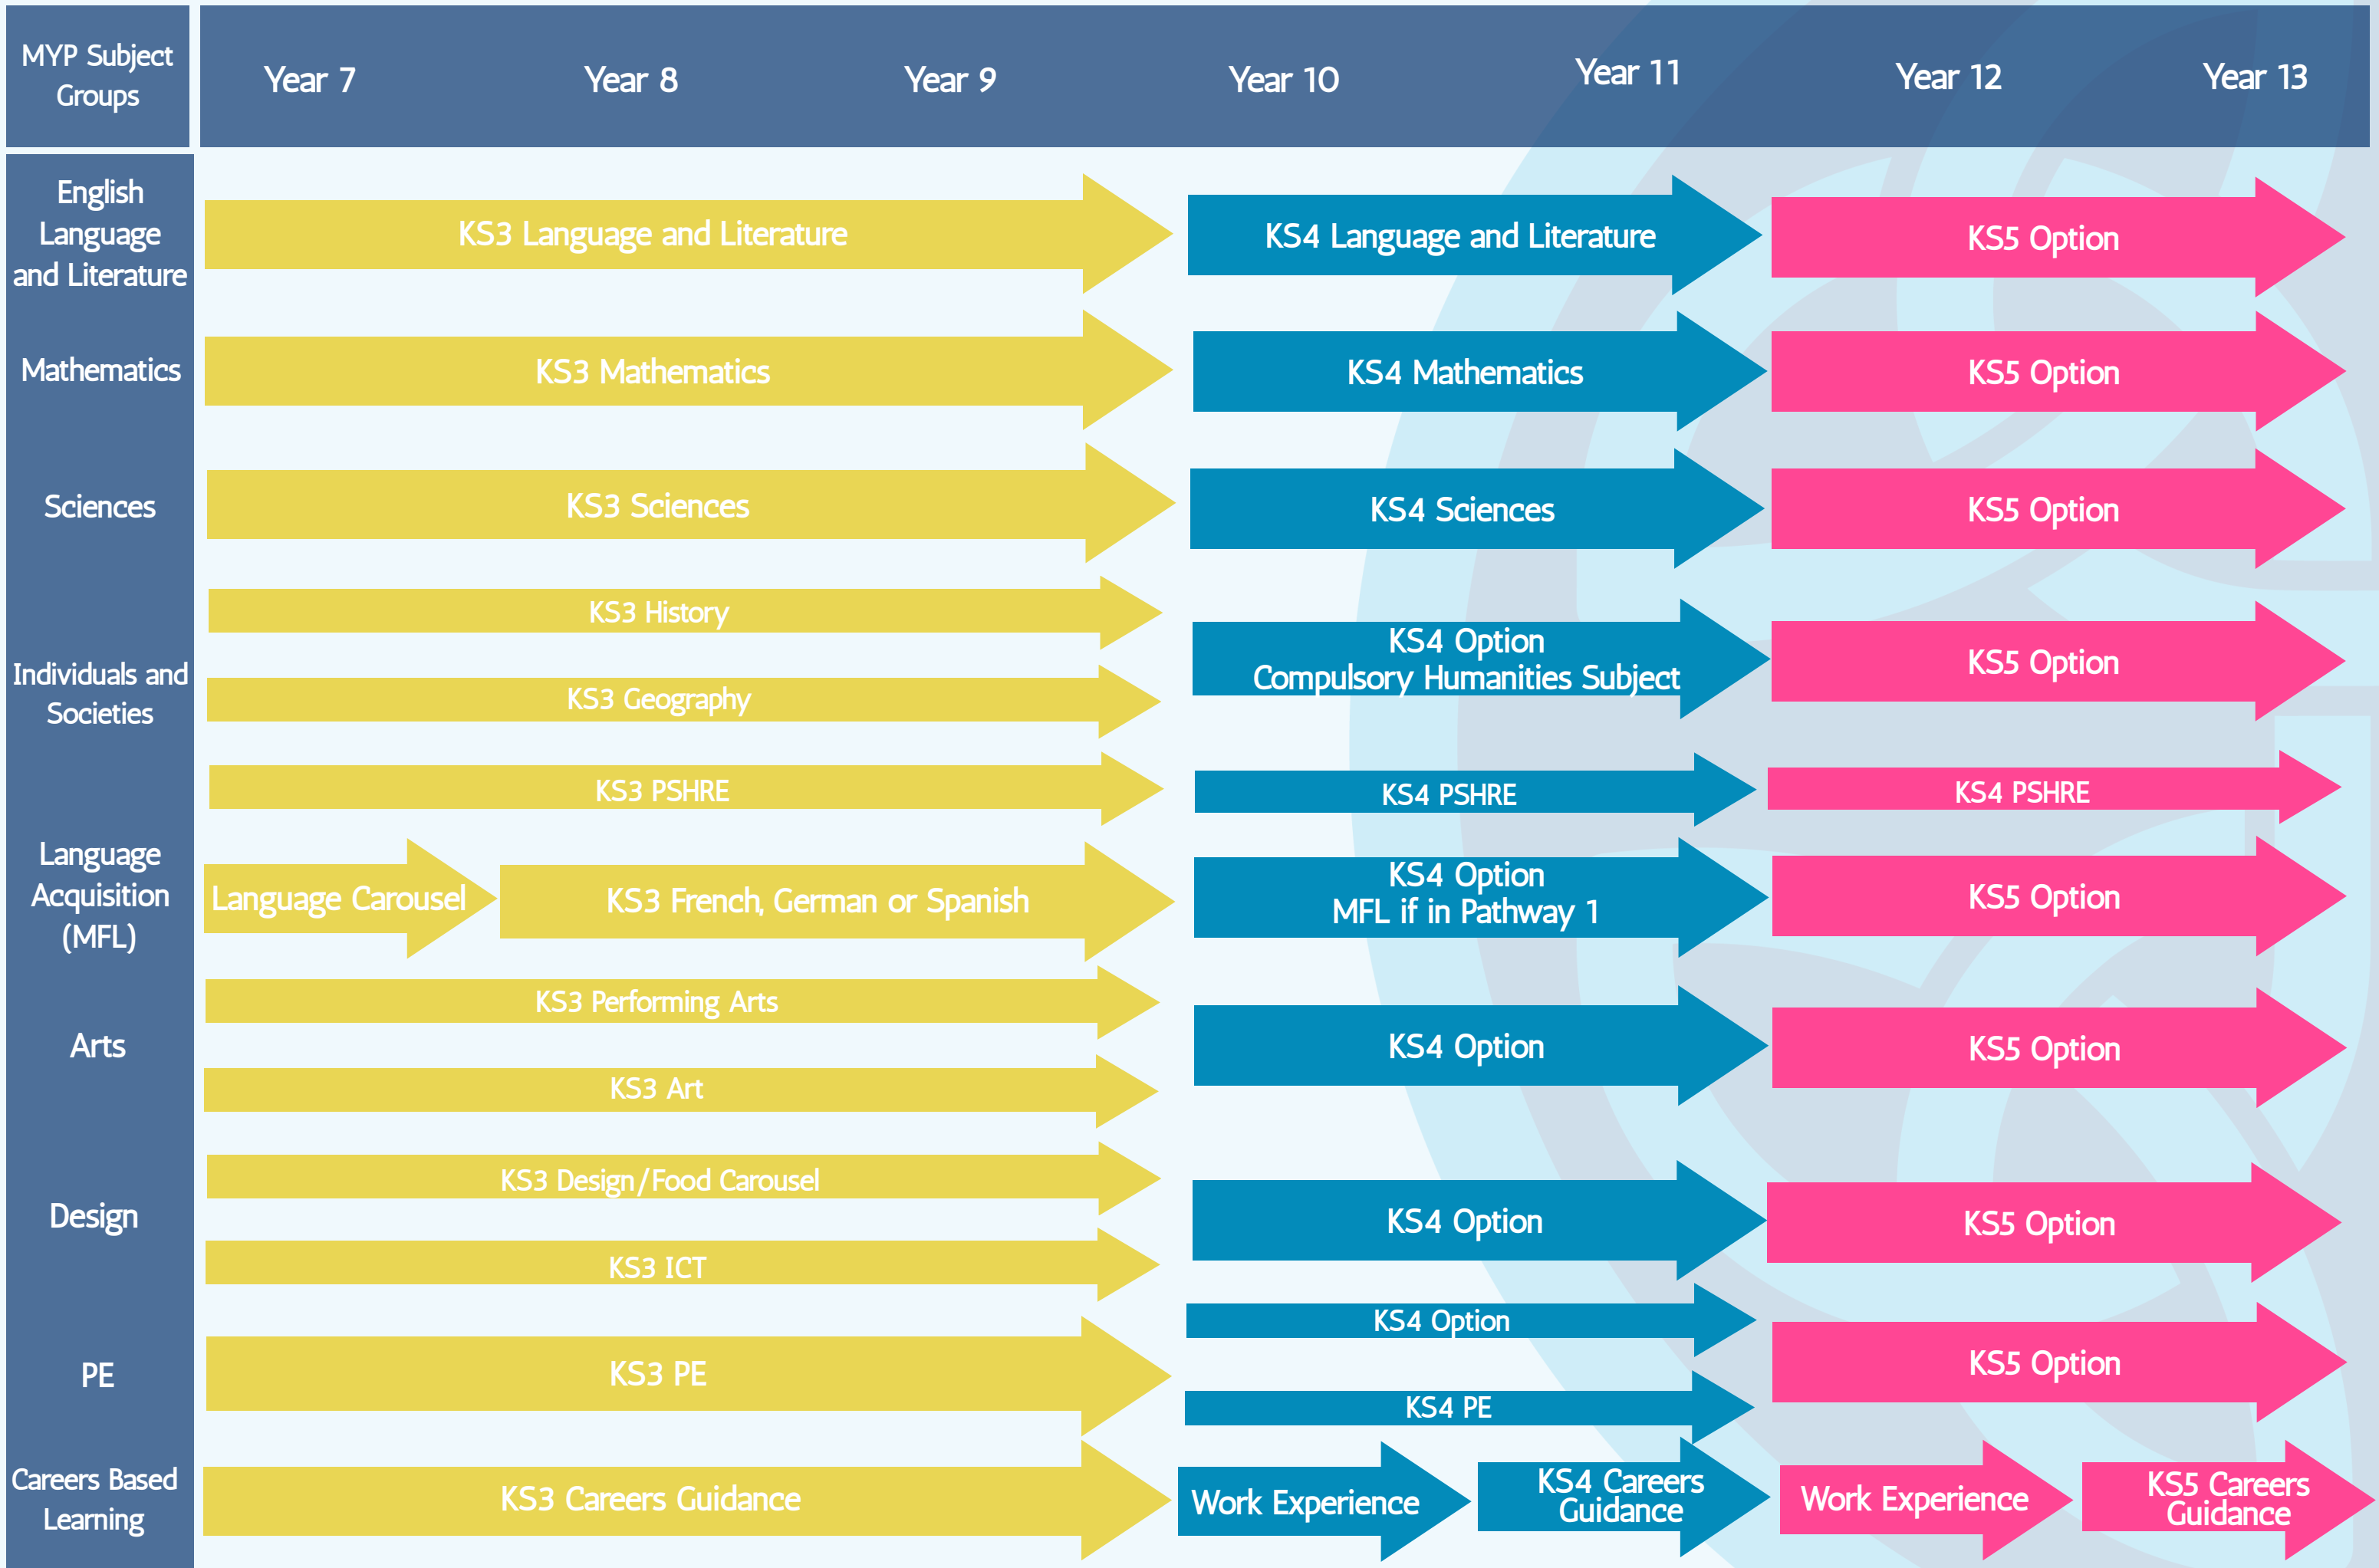 MYP Subject
Groups
Year 7
Year 8
Year 9
Year 10
Year 11
Year 12
Year 13
English
Language
and Literature
KS3 Language and Literature
KS4 Language and Literature
KS5 Option
Mathematics
KS3 Mathematics
KS4 Mathematics
KS5 Option
Sciences
KS3 Sciences
KS4 Sciences
KS5 Option
Individuals and
Societies
KS3 History
KS3 Geography
KS4 Option
Compulsory Humanities Subject
KS5 Option
KS3 PSHRE
KS4 PSHRE
KS4 PSHRE
Language
Acquisition
(MFL)
Language Carousel
KS3 French, German or Spanish
KS4 Option
MFL if in Pathway 1
KS5 Option
Arts
KS3 Performing Arts
KS3 Art
KS4 Option
KS5 Option
Design
KS3 Design/Food Carousel
KS3 ICT
KS4 Option
KS5 Option
PE
KS3 PE
KS4 Option
KS4 PE
KS5 Option
Careers Based
Learning
KS3 Careers Guidance
Work Experience
KS4 Careers
Guidance
Work Experience
KS5 Careers
Guidance